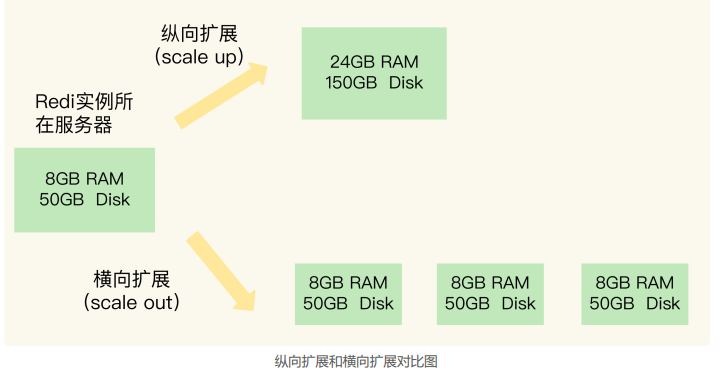 纵向扩展
(scale up)
24GB RAM
150GB Disk
Redi实例所
在服务器
8GB RAM
50GB Disk
横向扩展
(scale out)
8GB RAM
50GB Disk
8GB RAM
50GB Disk
8GB RAM
50GB Disk
纵向扩展和横向扩展对比图